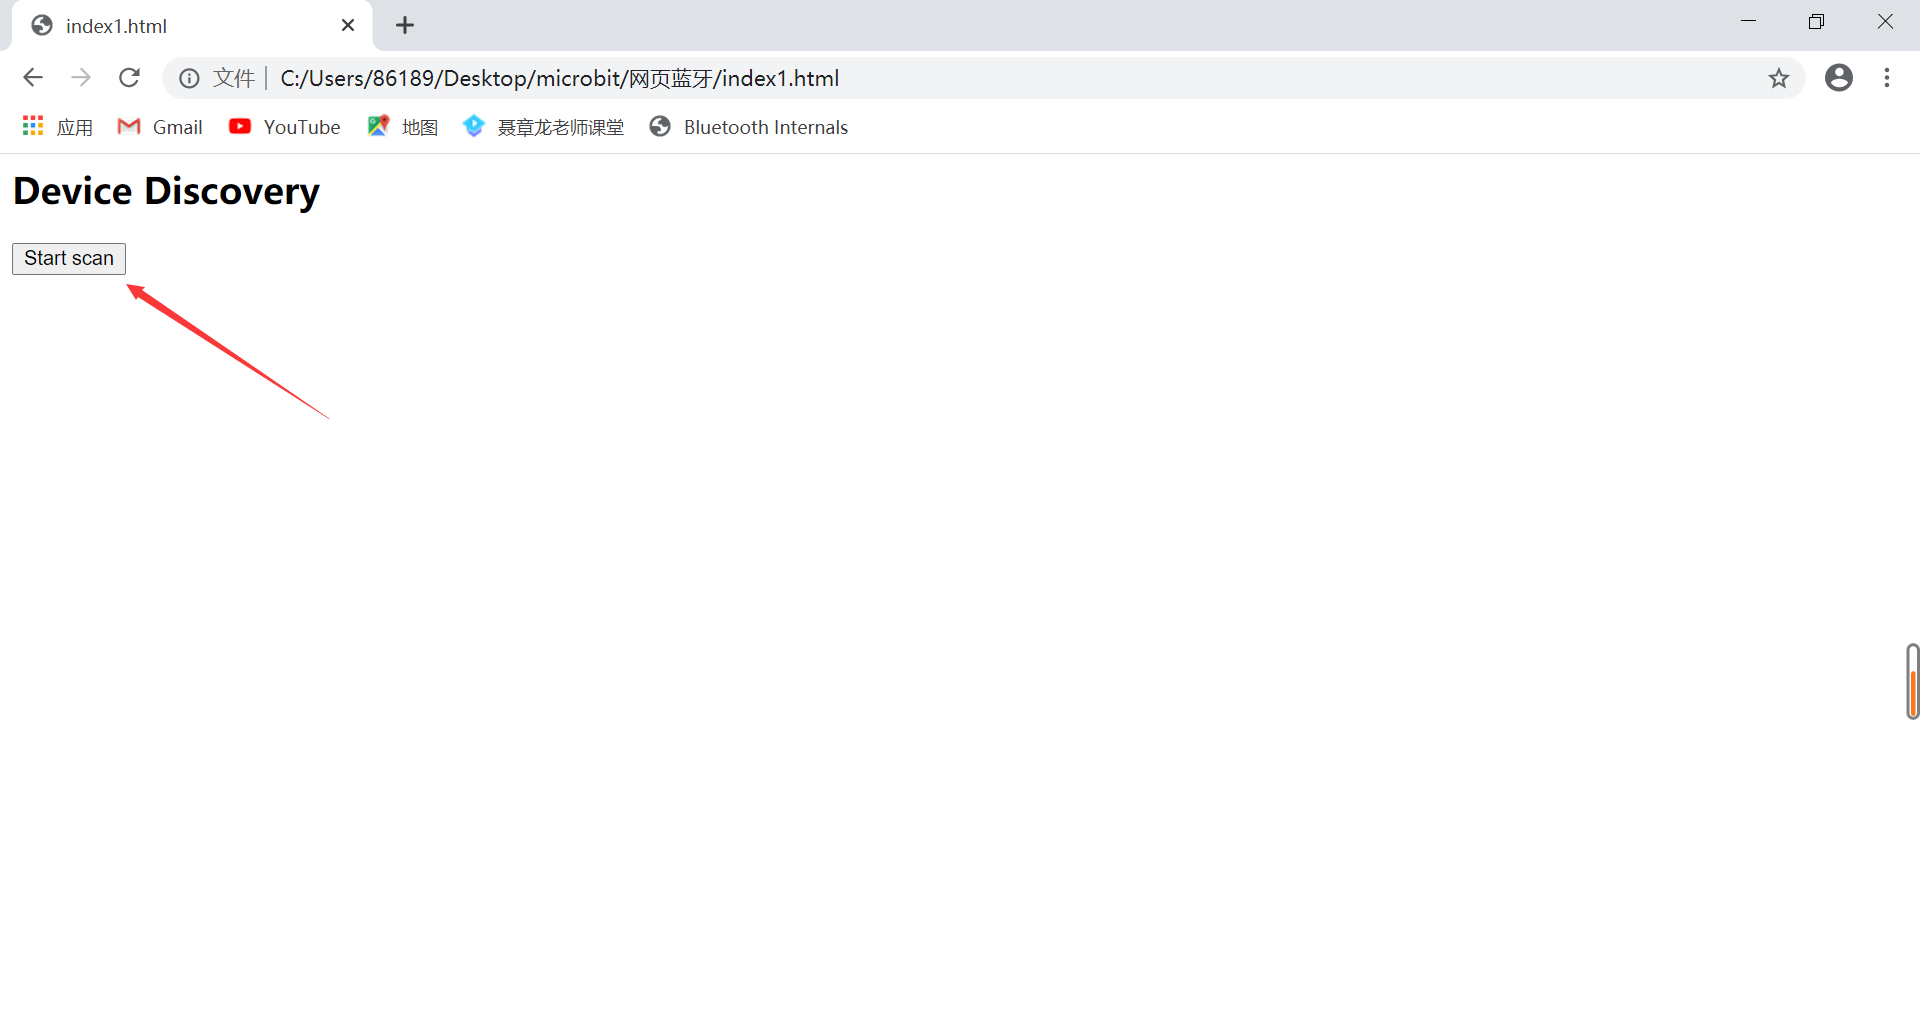 index1.html
文件 C:/Users/86189/Desktop/microbit/网页蓝牙/index1.html
应用 Gmail YouTube 地图 聂章龙老师课堂 Bluetooth Internals
Device Discovery
Start scan